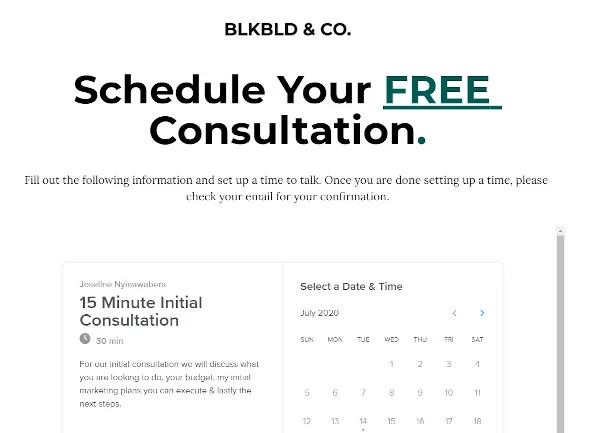 BLKBLD & CO.
Schedule Your FREE
Consultation.
Fill out the following information and set up a time to talk. Once you are done setting up a time, please
check your email for your confirmation.
Joseline Nyinawabera
15 Minute Initial
Consultation
30 min
For our initial consultation we will discuss what
you are looking to do, your budget, my initial
marketing plans you can execute & lastly the
next steps.
Select a Date & Time
July 2020
SUN MON TUE WED THU FRI SAT
1 2 3 4
5 6 7 8 9 10 11
12 13 14 15 16 17 18